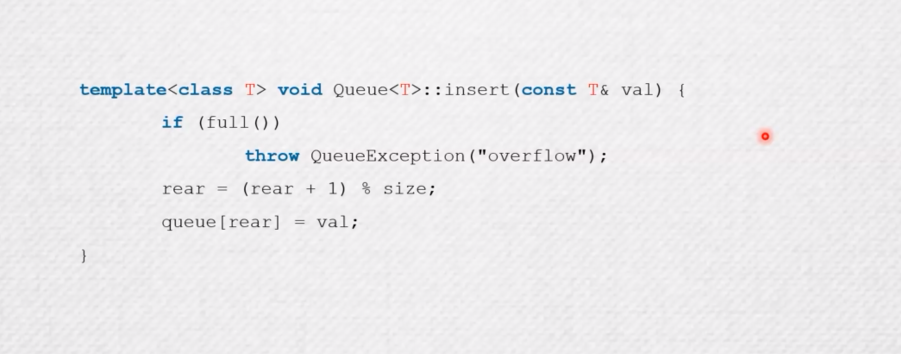 template<class T> void Queue<T>::insert(const T& val) {
if (full())
throw QueueException("overflow");
rear = (rear + 1) % size;
queue[rear] = val;
}